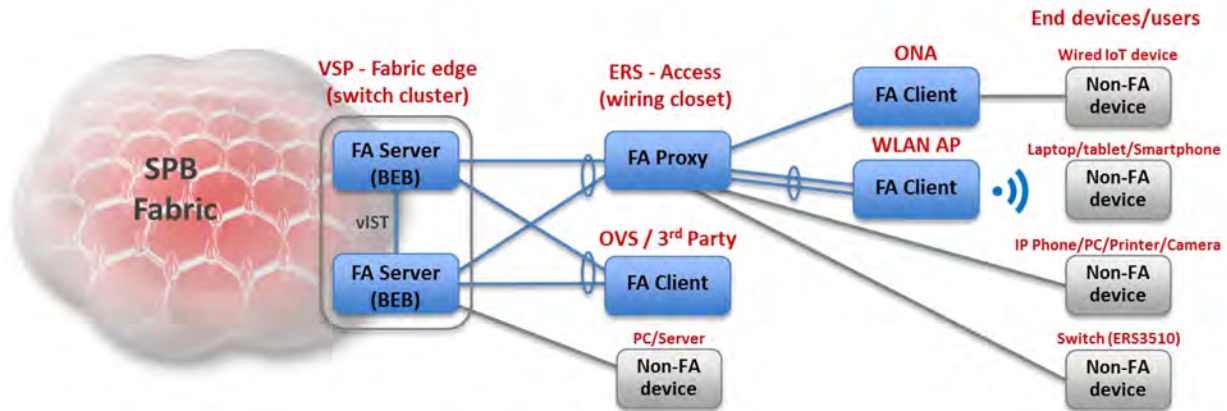 End devices/users
VSP - Fabric edge
(switch cluster)
ERS - Access
(wiring closet)
ONA
Wired IoT device
FA Client
Non-FA
device
SPB
Fabric
FA Server
(BEB)
FA Proxy
WLAN AP
FA Client
Laptop/tablet/Smartphone
Non-FA
device
vIST
OVS / 3rd Party
IP Phone/PC/Printer/Camera
FA Server
(BEB)
FA Client
Non-FA
device
PC/Server
Non-FA
device
Switch (ERS3510)
Non-FA
device